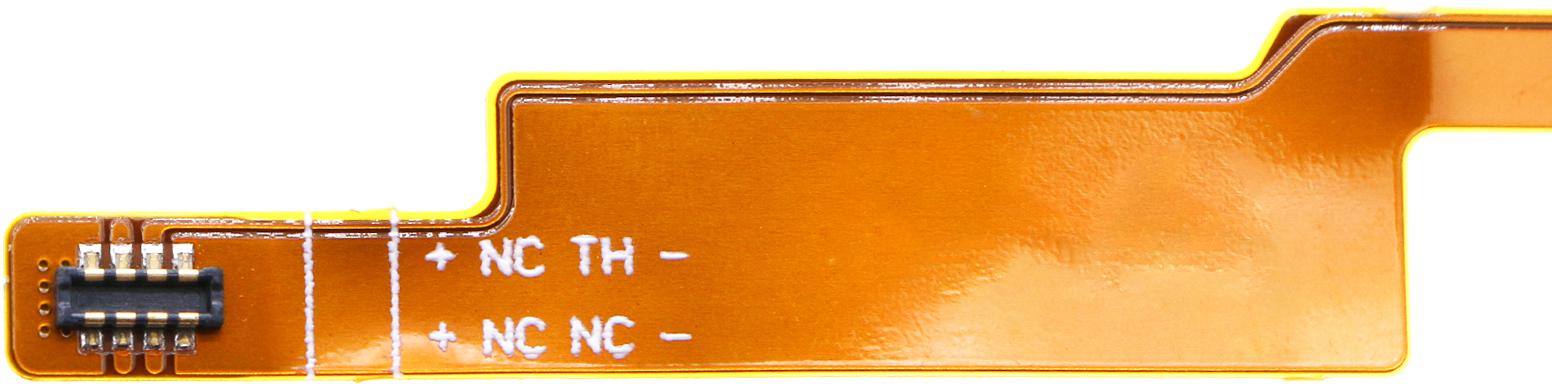 + NC TH -
+ NC NC -